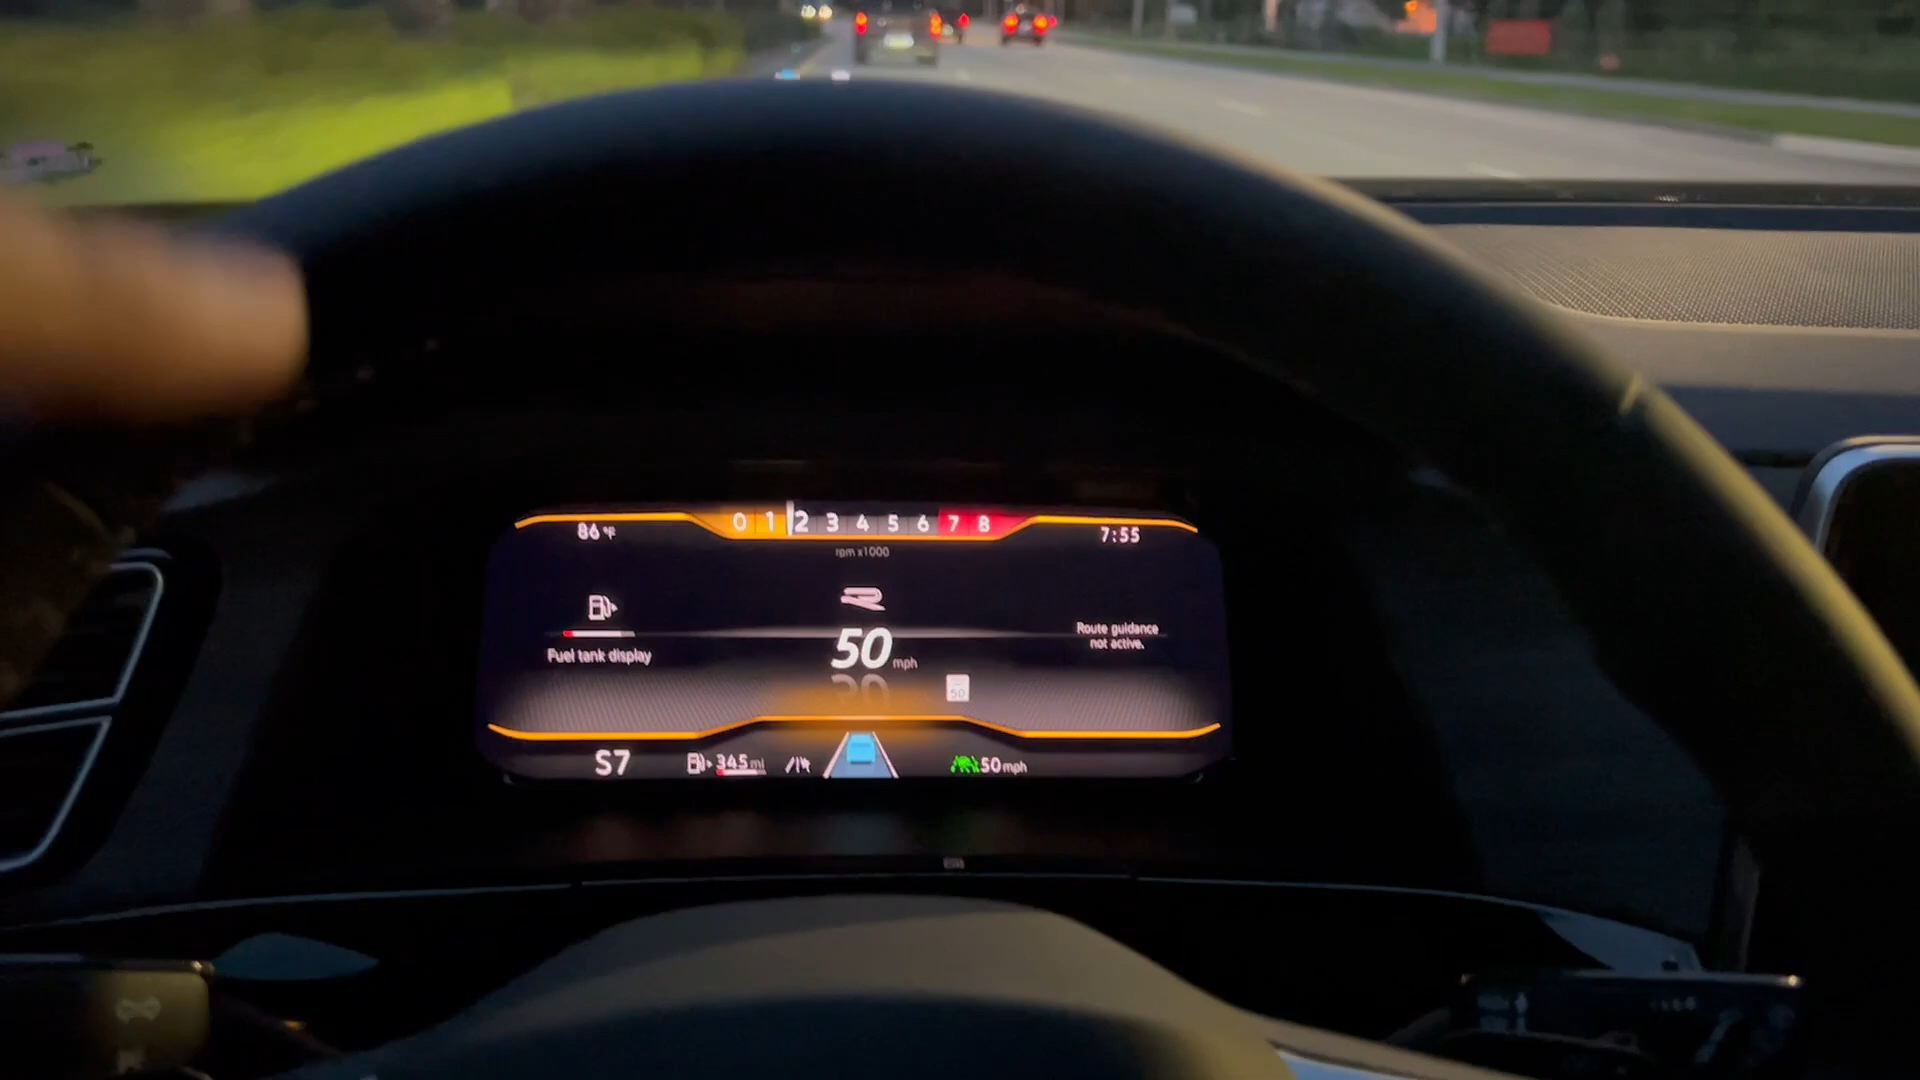 0 1 2 3 4 5 6 7 8
86 °F
7:55
rpm x1000
R
50 mph
Route guidance
not active.
Fuel tank display
50
S7
345 mi
50 mph